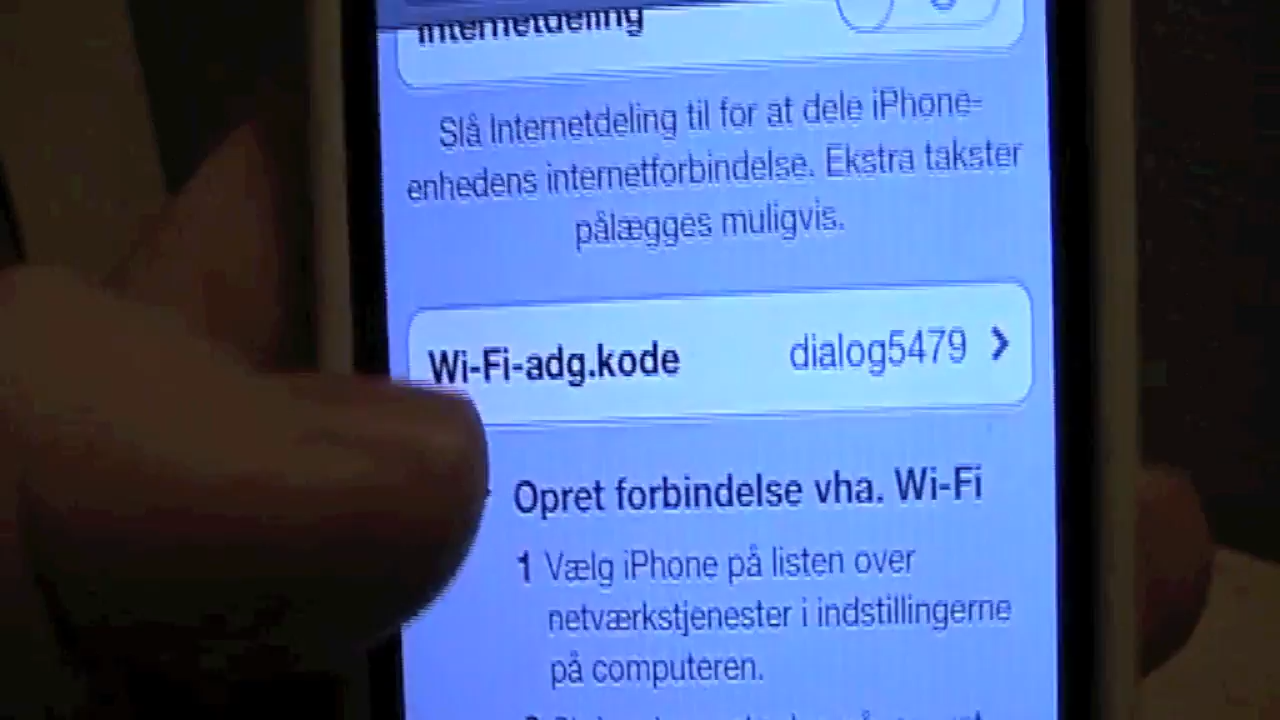 Internetdeling
Slå Internetdeling til for at dele iPhone-
enhedens internetforbindelse. Ekstra takster
pålægges muligvis.
Wi-Fi-adg.kode dialog5479
Opret forbindelse vha. Wi-Fi
1 Vælg iPhone på listen over
netværkstjenester i indstillingerne
på computeren.